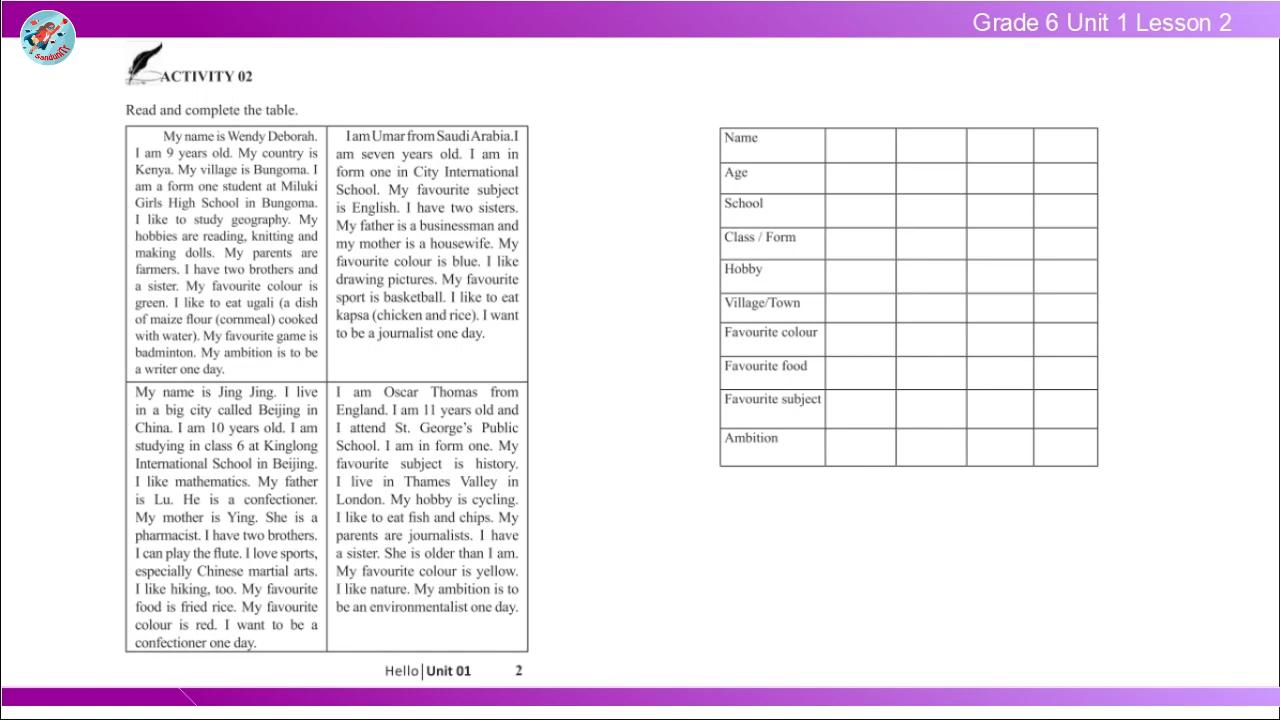 Grade 6 Unit 1 Lesson 2
sandunlIr
ACTIVITY 02
Read and complete the table.
My name is Wendy Deborah.
I am 9 years old. My country is
Kenya. My village is Bungoma. I
am a form one student at Miluki
Girls High School in Bungoma.
I like to study geography. My
hobbies are reading, knitting and
making dolls. My parents are
farmers. I have two brothers and
a sister. My favourite colour is
green. I like to eat ugali (a dish
of maize flour (cornmeal) cooked
with water). My favourite game is
badminton. My ambition is to be
a writer one day.
I am Umar from Saudi Arabia. I
am seven years old. I am in
form one in City International
School. My favourite subject
is English. I have two sisters.
My father is a businessman and
my mother is a housewife. My
favourite colour is blue. I like
drawing pictures. My favourite
sport is basketball. I like to eat
kapsa (chicken and rice). I want
to be a journalist one day.
My name is Jing Jing. I live
in a big city called Beijing in
China. I am 10 years old. I am
studying in class 6 at Kinglong
International School in Beijing.
I like mathematics. My father
is Lu. He is a confectioner.
My mother is Ying. She is a
pharmacist. I have two brothers.
I can play the flute. I love sports,
especially Chinese martial arts.
I like hiking, too. My favourite
food is fried rice. My favourite
colour is red. I want to be a
confectioner one day.
I am Oscar Thomas from
England. I am 11 years old and
I attend St. George’s Public
School. I am in form one. My
favourite subject is history.
I live in Thames Valley in
London. My hobby is cycling.
I like to eat fish and chips. My
parents are journalists. I have
a sister. She is older than I am.
My favourite colour is yellow.
I like nature. My ambition is to
be an environmentalist one day.
Hello|Unit 01 2
Name
Age
School
Class / Form
Hobby
Village/Town
Favourite colour
Favourite food
Favourite subject
Ambition